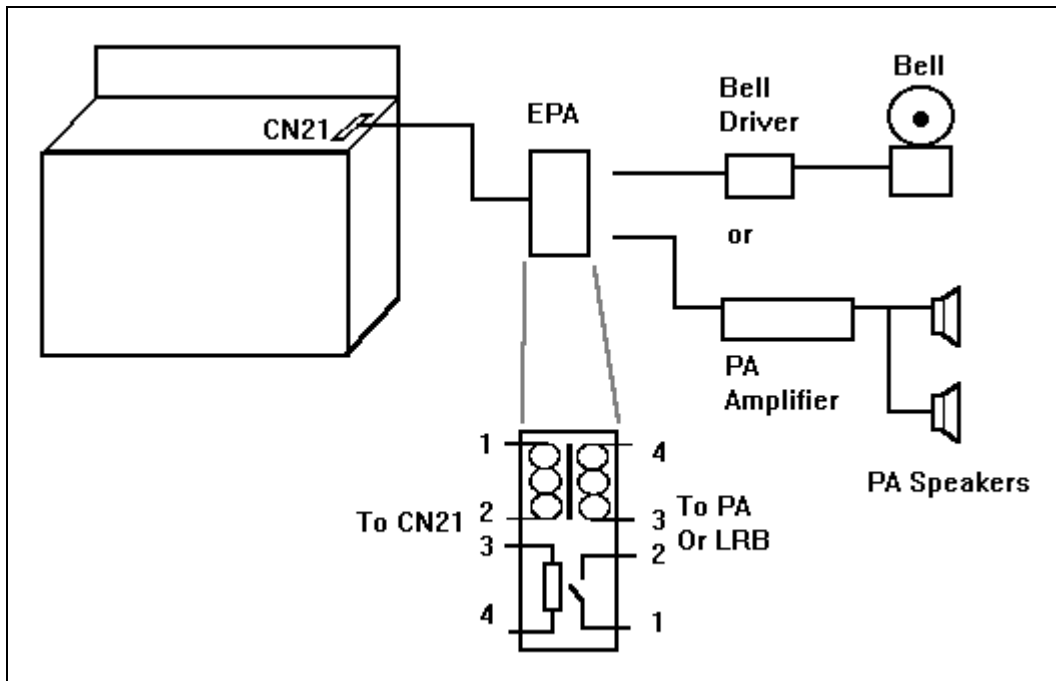 CN21
EPA
Bell
Driver
Bell
or
PA
Amplifier
PA Speakers
1
2
To CN21
3
4
4
3
To PA
Or LRB
2
1